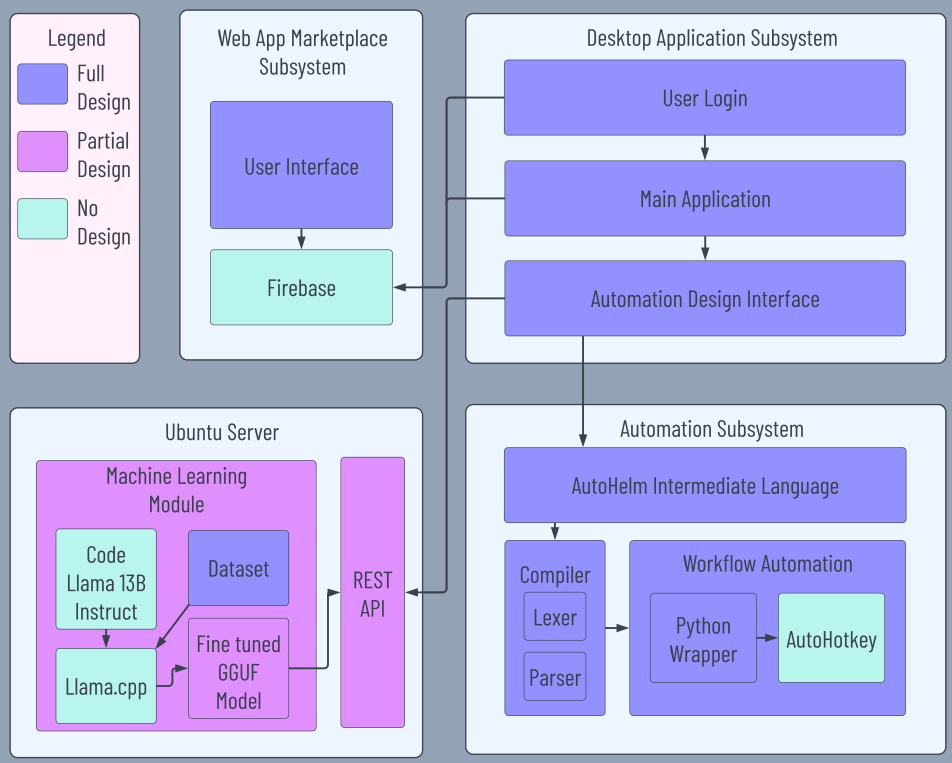 Legend
Full
Design
Partial
Design
No
Design
Web App Marketplace
Subsystem
User Interface
Firebase
Desktop Application Subsystem
User Login
Main Application
Automation Design Interface
Ubuntu Server
Machine Learning
Module
Code
Llama 13B
Instruct
Dataset
Llama.cpp
Fine tuned
GGUF
Model
REST
API
Automation Subsystem
AutoHelm Intermediate Language
Compiler
Lexer
Parser
Workflow Automation
Python
Wrapper
AutoHotkey